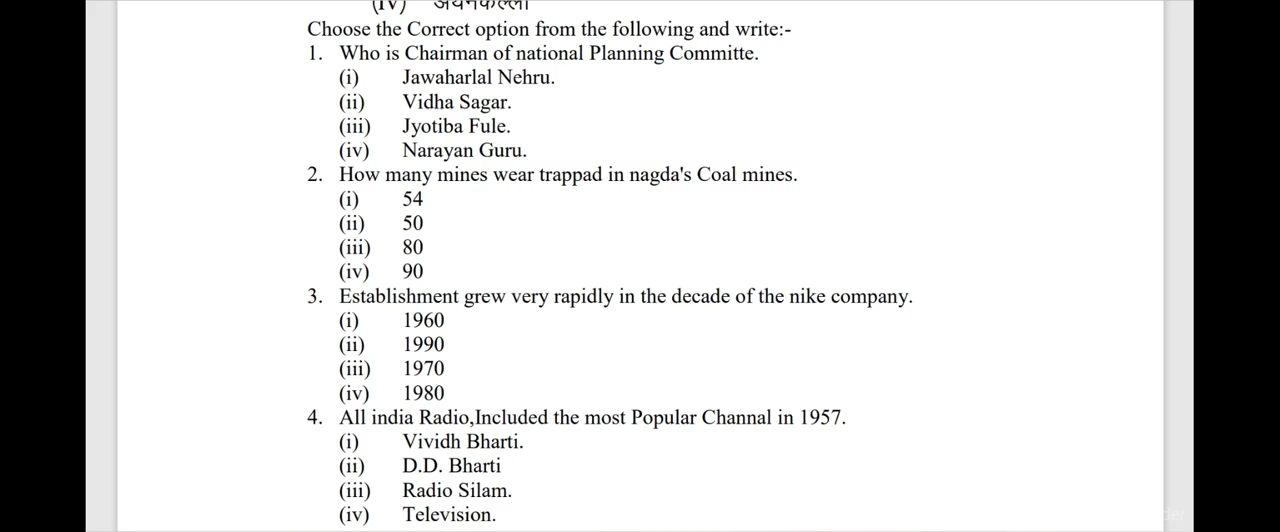 (iv) अचनकल्ला
Choose the Correct option from the following and write:-
1. Who is Chairman of national Planning Committe.
(i) Jawaharlal Nehru.
(ii) Vidha Sagar.
(iii) Jyotiba Fule.
(iv) Narayan Guru.
2. How many mines wear trappad in nagda's Coal mines.
(i) 54
(ii) 50
(iii) 80
(iv) 90
3. Establishment grew very rapidly in the decade of the nike company.
(i) 1960
(ii) 1990
(iii) 1970
(iv) 1980
4. All india Radio,Included the most Popular Channal in 1957.
(i) Vividh Bharti.
(ii) D.D. Bharti
(iii) Radio Silam.
(iv) Television.